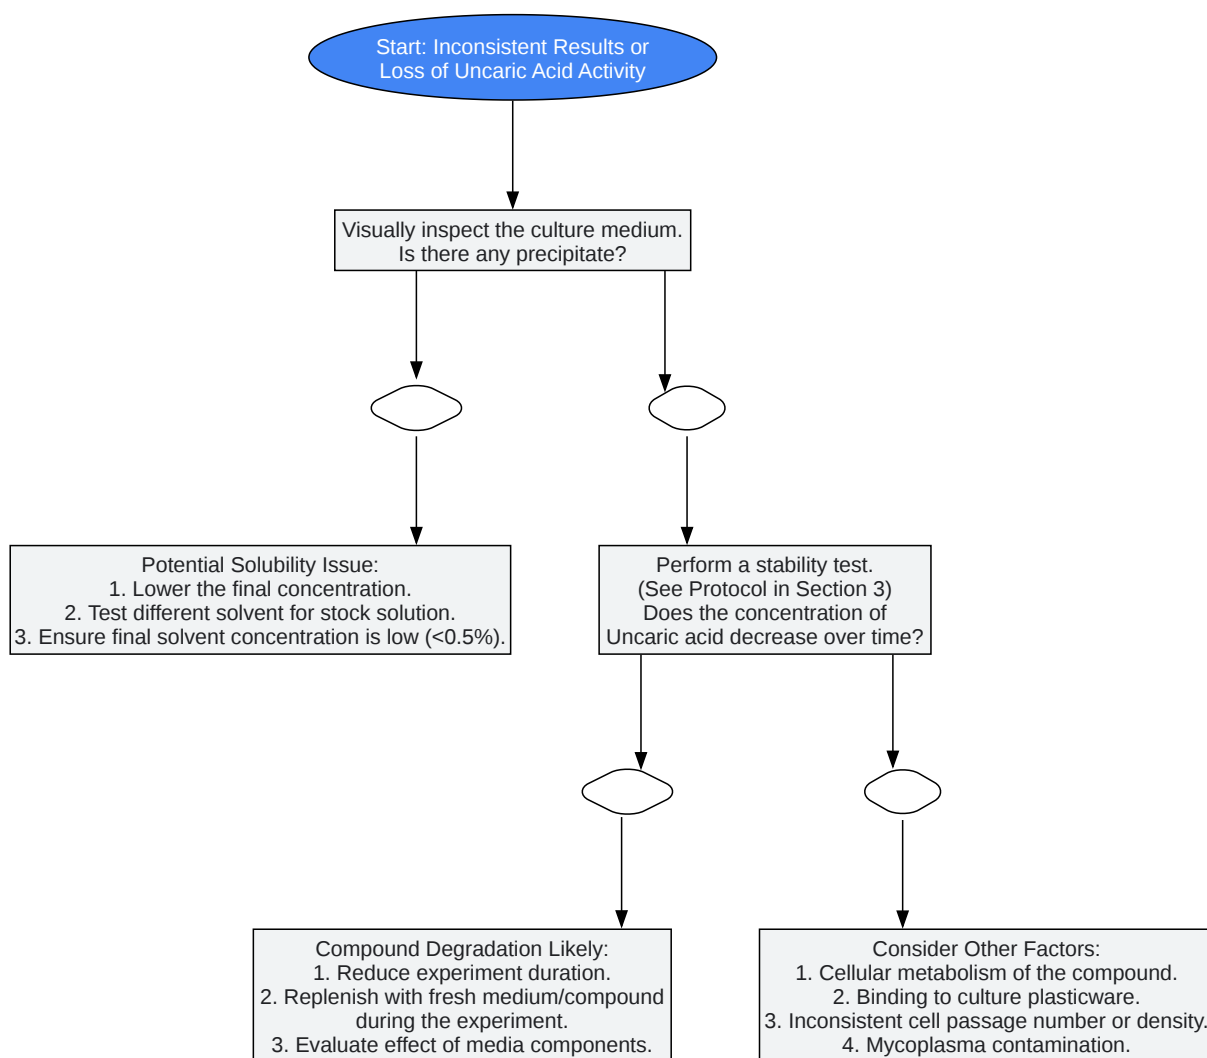 Start: Inconsistent Results or
Loss of Uncaric Acid Activity
Visually inspect the culture medium.
Is there any precipitate?
Potential Solubility Issue:
1. Lower the final concentration.
2. Test different solvent for stock solution.
3. Ensure final solvent concentration is low (<0.5%).
Perform a stability test.
(See Protocol in Section 3)
Does the concentration of
Uncaric acid decrease over time?
Compound Degradation Likely:
1. Reduce experiment duration.
2. Replenish with fresh medium/compound
during the experiment.
3. Evaluate effect of media components.
Consider Other Factors:
1. Cellular metabolism of the compound.
2. Binding to culture plasticware.
3. Inconsistent cell passage number or density.
4. Mycoplasma contamination.